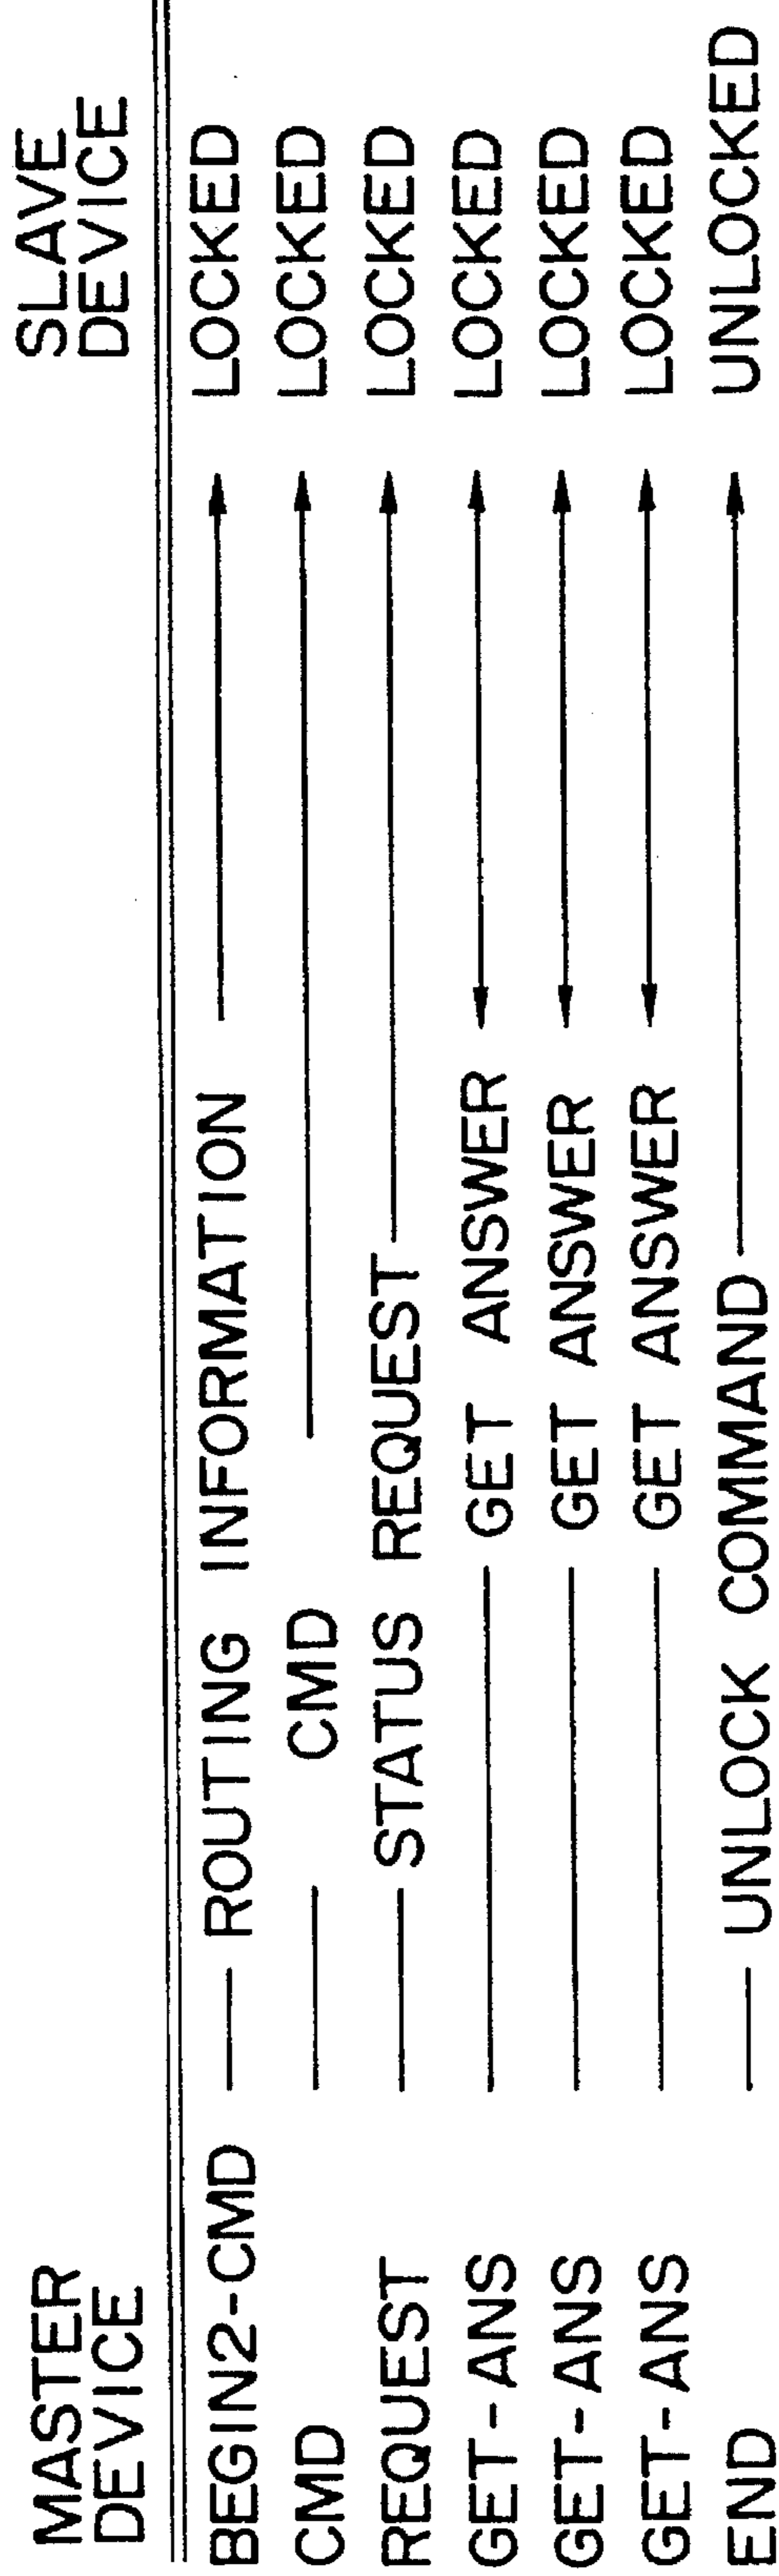 MASTER DEVICE SLAVE DEVICE
BEGIN2-CMD ROUTING INFORMATION LOCKED
CMD CMD LOCKED
REQUEST STATUS REQUEST LOCKED
GET-ANS GET ANSWER LOCKED
GET-ANS GET ANSWER LOCKED
GET-ANS GET ANSWER LOCKED
END UNLOCK COMMAND UNLOCKED